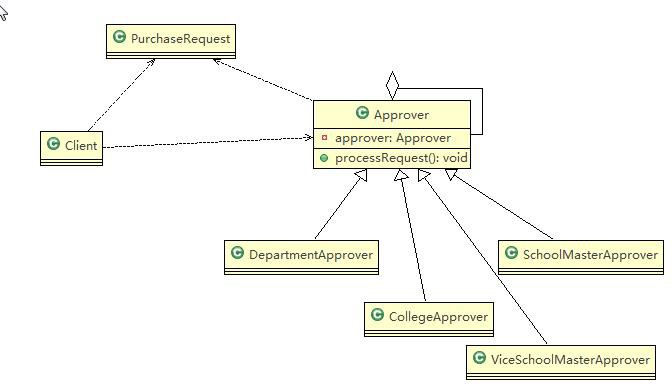 PurchaseRequest
Approver
approver: Approver
processRequest(): void
Client
DepartmentApprover
SchoolMasterApprover
CollegeApprover
ViceSchoolMasterApprover